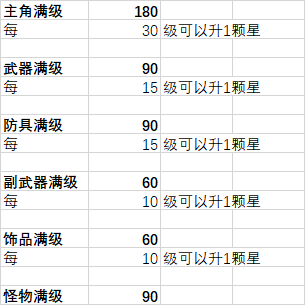 主角满级 180
每 30 级可以升1颗星
武器满级 90
每 15 级可以升1颗星
防具满级 90
每 15 级可以升1颗星
副武器满级 60
每 10 级可以升1颗星
饰品满级 60
每 10 级可以升1颗星
怪物满级 90